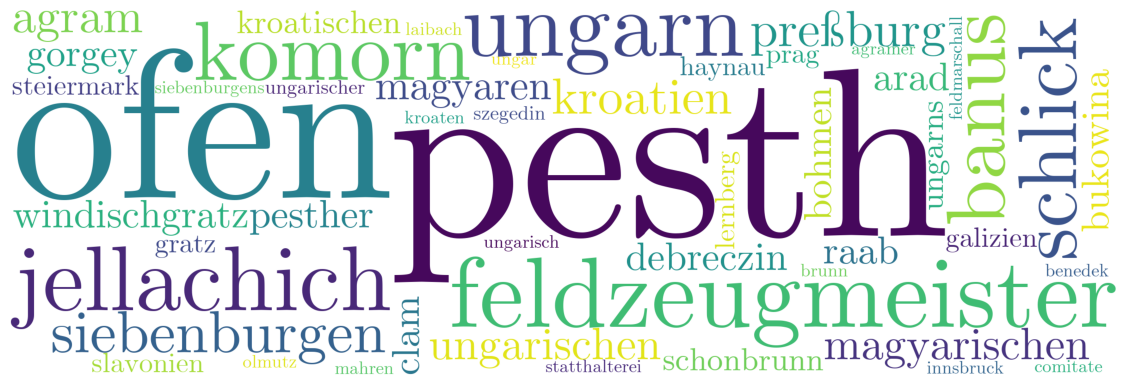 agram
kroatischen
laibach
ungarn
preßburg
agramer
feldmarschall
banus
schlick
gorgey
komorn
ungar
haynau
prag
arad
bukowina
steiermark
siebenburgens
ungarischer
magyaren
kroatien
bohmen
ungarns
ofen
kroaten
szegedin
pesth
lernberg
windischgratz
pesther
gratz
ungarisch
debreczin
raab
galizien
jellachich
feldzeugmeister
brunn
benedek
siebenburgen
clam
ungarischen
magyarischen
slavonien
olmutz
mahren
statthalterei
schonbrunn
innsbruck
comitate